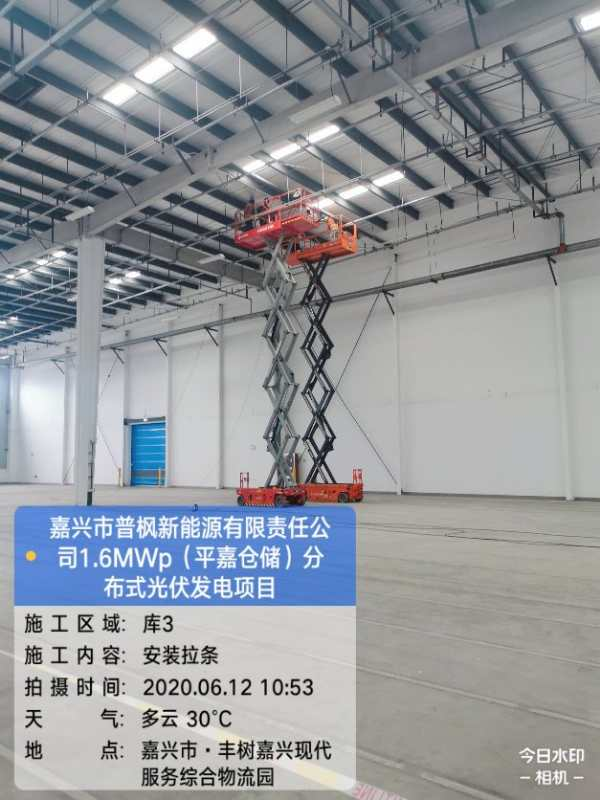 嘉兴市普枫新能源有限责任公
司1.6MWp（平嘉仓储）分
布式光伏发电项目
施工区域：库3
施工内容：安装拉条
拍摄时间：2020.06.12 10:53
天气：多云 30℃
地点：嘉兴市·丰树嘉兴现代
服务综合物流园
今日水印
-相机-